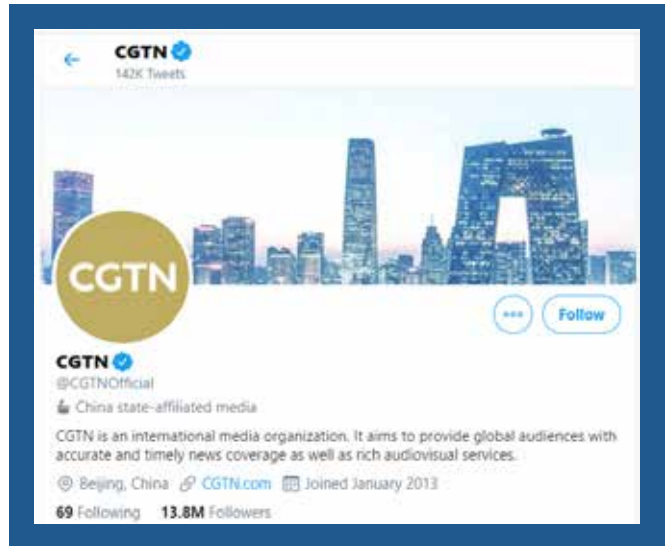 CGTN
142K Tweets
CGTN
Follow
CGTN
@CGTNOfficial
China state-affiliated media
CGTN is an international media organization. It aims to provide global audiences with
accurate and timely news coverage as well as rich audiovisual services.
Beijing, China CGTN.com Joined January 2013
69 Following 13.8M Followers